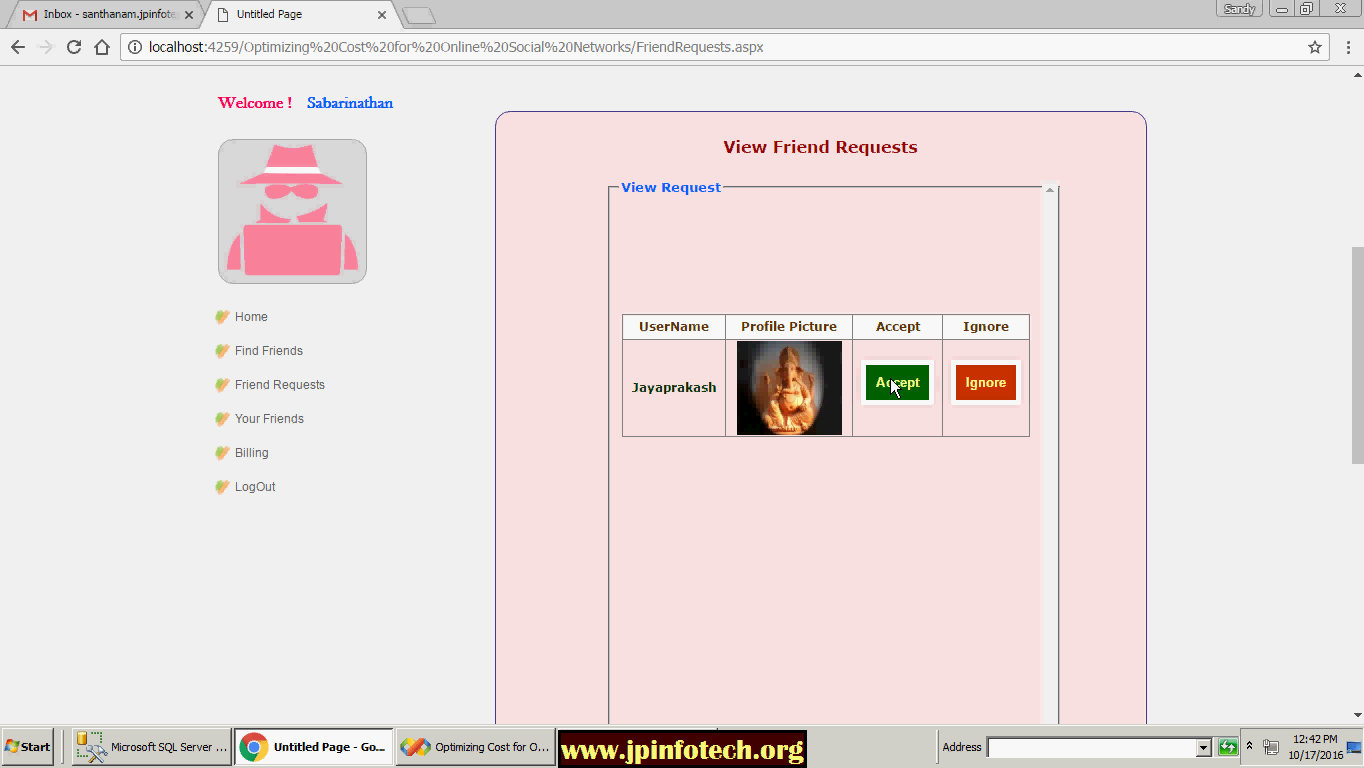 Inbox - santhanam.jpinfote
Untitled Page
Sandy
localhost:4259/Optimizing%20Cost%20for%20Online%20Social%20Networks/FriendRequests.aspx
Welcome ! Sabarinathan
Home
Find Friends
Friend Requests
Your Friends
Billing
LogOut
View Friend Requests
View Request
UserName Profile Picture Accept Ignore
Jayaprakash Accept Ignore
Start
Microsoft SQL Server ...
Untitled Page - Go...
Optimizing Cost for O...
www.jpinfotech.org
Address
12:42 PM
10/17/2016